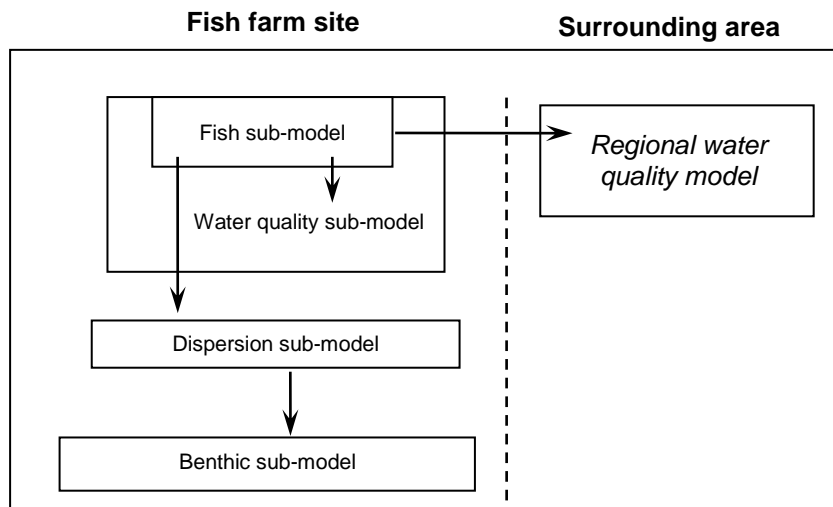 Fish farm site
Surrounding area
Fish sub-model
Regional water
quality model
Water quality sub-model
Dispersion sub-model
Benthic sub-model